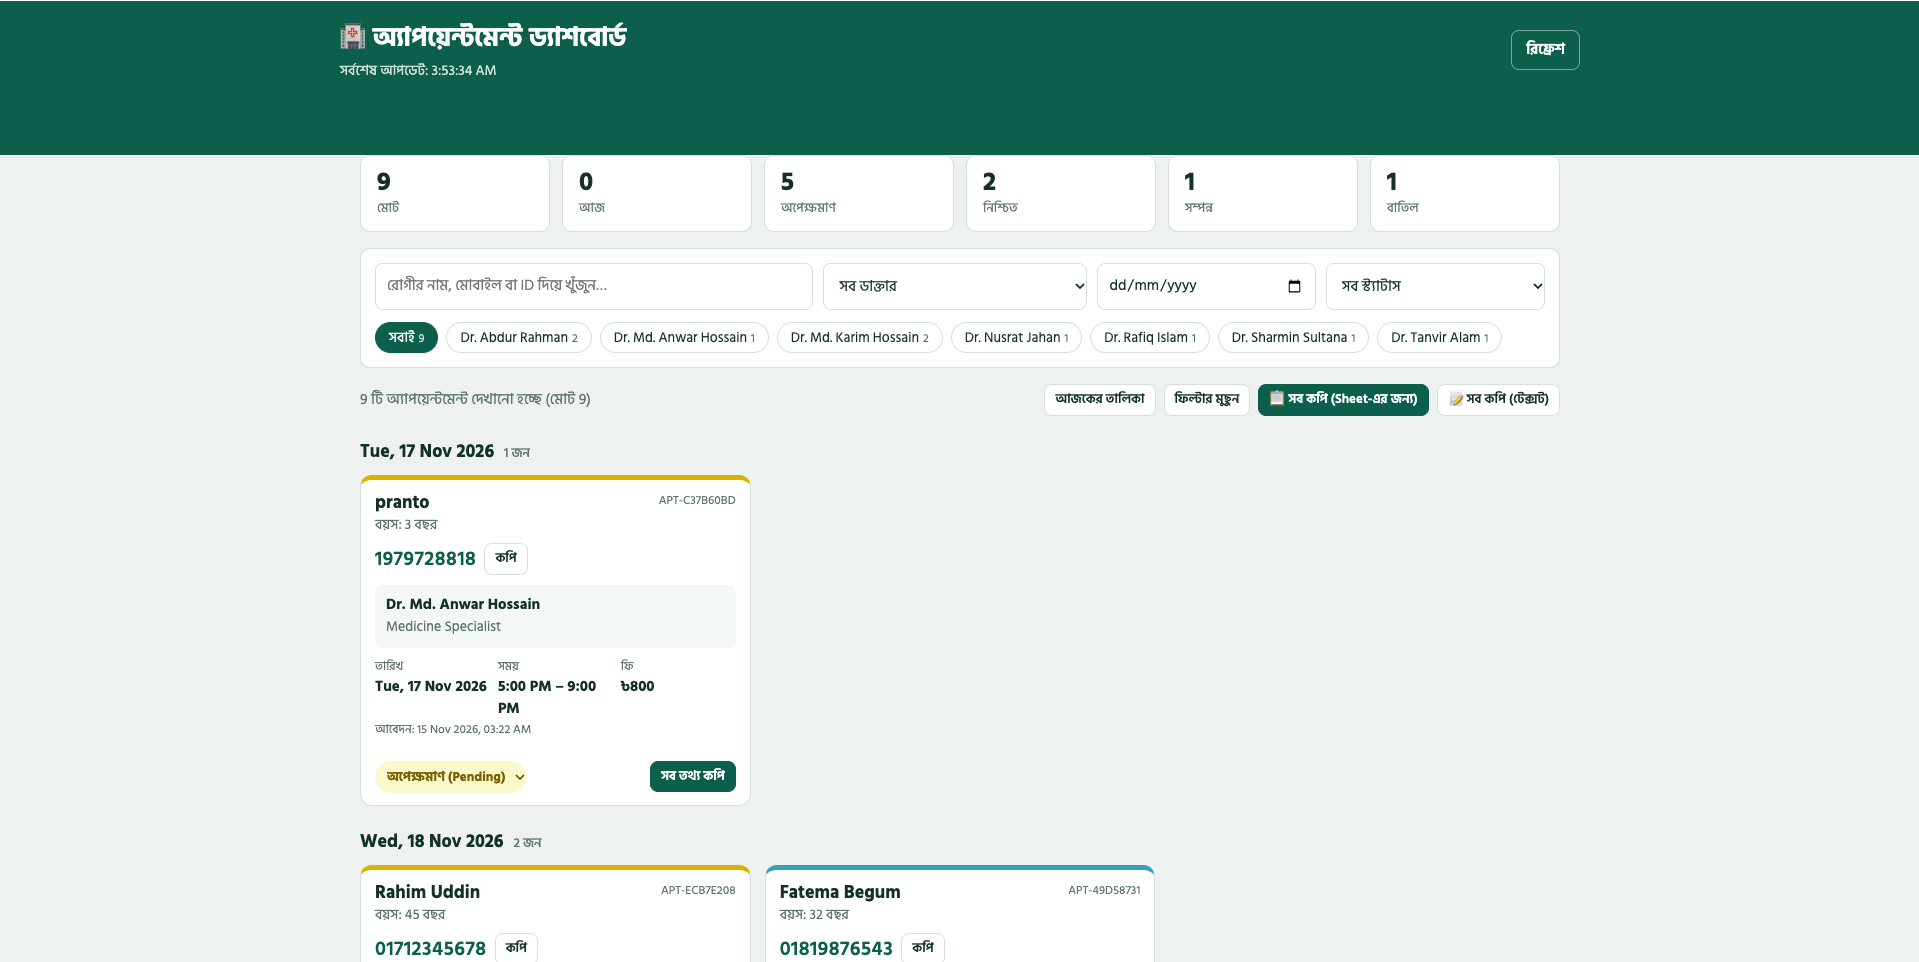 🏥 অ্যাপয়েন্টমেন্ট ড্যাশবোর্ড
সর্বশেষ আপডেট: 3:53:34 AM
রিফ্রেশ
9
মোট
0
আজ
5
অপেক্ষমাণ
2
নিশ্চিত
1
সম্পন্ন
1
বাতিল
রোগীর নাম, মোবাইল বা ID দিয়ে খুঁজুন...
সব ডাক্তার
dd/mm/yyyy
সব স্ট্যাটাস
সবাই 9
Dr. Abdur Rahman 2
Dr. Md. Anwar Hossain 1
Dr. Md. Karim Hossain 2
Dr. Nusrat Jahan 1
Dr. Rafiq Islam 1
Dr. Sharmin Sultana 1
Dr. Tanvir Alam 1
9 টি অ্যাপয়েন্টমেন্ট দেখানো হচ্ছে (মোট 9)
আজকের তালিকা
ফিল্টার মুছুন
📋 সব কপি (Sheet-এর জন্য)
📝 সব কপি (টেক্সট)
Tue, 17 Nov 2026 1 জন
pranto
APT-C37B60BD
বয়স: 3 বছর
1979728818
কপি
Dr. Md. Anwar Hossain
Medicine Specialist
তারিখ
সময়
ফি
Tue, 17 Nov 2026
5:00 PM – 9:00
PM
৳800
আবেদন: 15 Nov 2026, 03:22 AM
অপেক্ষমাণ (Pending)
সব তথ্য কপি
Wed, 18 Nov 2026 2 জন
Rahim Uddin
APT-ECB7E208
বয়স: 45 বছর
01712345678
কপি
Fatema Begum
APT-49D58731
বয়স: 32 বছর
01819876543
কপি